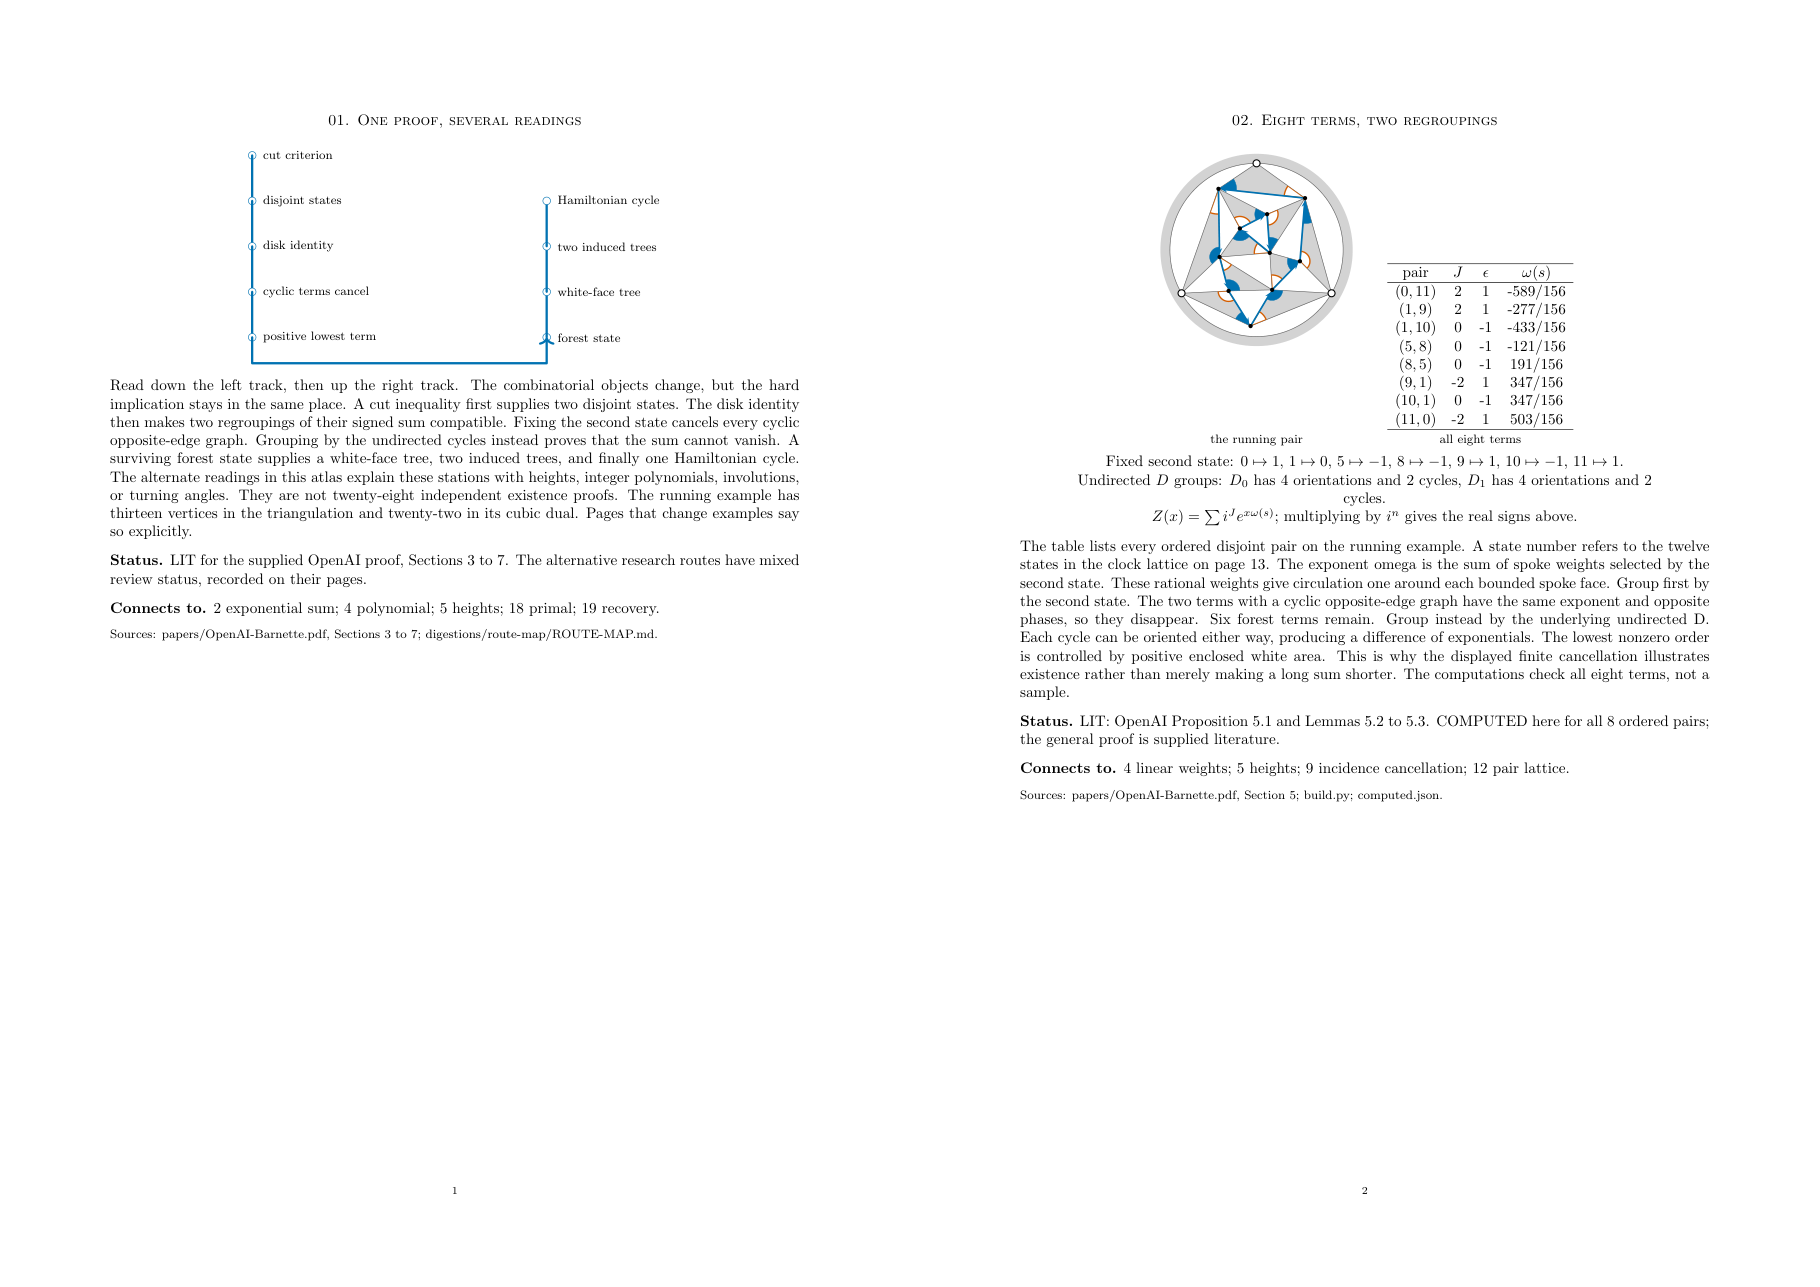 01. One proof, several readings
cut criterion
disjoint states
disk identity
cyclic terms cancel
positive lowest term
Hamiltonian cycle
two induced trees
white-face tree
forest state
Read down the left track, then up the right track. The combinatorial objects change, but the hard
implication stays in the same place. A cut inequality first supplies two disjoint states. The disk identity
then makes two regroupings of their signed sum compatible. Fixing the second state cancels every cyclic
opposite-edge graph. Grouping by the undirected cycles instead proves that the sum cannot vanish. A
surviving forest state supplies a white-face tree, two induced trees, and finally one Hamiltonian cycle.
The alternate readings in this atlas explain these stations with heights, integer polynomials, involutions,
or turning angles. They are not twenty-eight independent existence proofs. The running example has
thirteen vertices in the triangulation and twenty-two in its cubic dual. Pages that change examples say
so explicitly.
Status. LIT for the supplied OpenAI proof, Sections 3 to 7. The alternative research routes have mixed
review status, recorded on their pages.
Connects to. 2 exponential sum; 4 polynomial; 5 heights; 18 primal; 19 recovery.
Sources: papers/OpenAI-Barnette.pdf, Sections 3 to 7; digestions/route-map/ROUTE-MAP.md.
1
02. Eight terms, two regroupings
pair J ϵ ω(s)
(0, 11) 2 1 -589/156
(1, 9) 2 1 -277/156
(1, 10) 0 -1 -433/156
(5, 8) 0 -1 -121/156
(8, 5) 0 -1 191/156
(9, 1) -2 1 347/156
(10, 1) 0 -1 347/156
(11, 0) -2 1 503/156
the running pair
all eight terms
Fixed second state: 0 ↦ 1, 1 ↦ 0, 5 ↦ −1, 8 ↦ −1, 9 ↦ 1, 10 ↦ −1, 11 ↦ 1.
Undirected D groups: D₀ has 4 orientations and 2 cycles, D₁ has 4 orientations and 2
cycles.
Z(x) = ∑ i^J e^{xω(s)}; multiplying by i^n gives the real signs above.
The table lists every ordered disjoint pair on the running example. A state number refers to the twelve
states in the clock lattice on page 13. The exponent omega is the sum of spoke weights selected by the
second state. These rational weights give circulation one around each bounded spoke face. Group first by
the second state. The two terms with a cyclic opposite-edge graph have the same exponent and opposite
phases, so they disappear. Six forest terms remain. Group instead by the underlying undirected D.
Each cycle can be oriented either way, producing a difference of exponentials. The lowest nonzero order
is controlled by positive enclosed white area. This is why the displayed finite cancellation illustrates
existence rather than merely making a long sum shorter. The computations check all eight terms, not a
sample.
Status. LIT: OpenAI Proposition 5.1 and Lemmas 5.2 to 5.3. COMPUTED here for all 8 ordered pairs;
the general proof is supplied literature.
Connects to. 4 linear weights; 5 heights; 9 incidence cancellation; 12 pair lattice.
Sources: papers/OpenAI-Barnette.pdf, Section 5; build.py; computed.json.
2